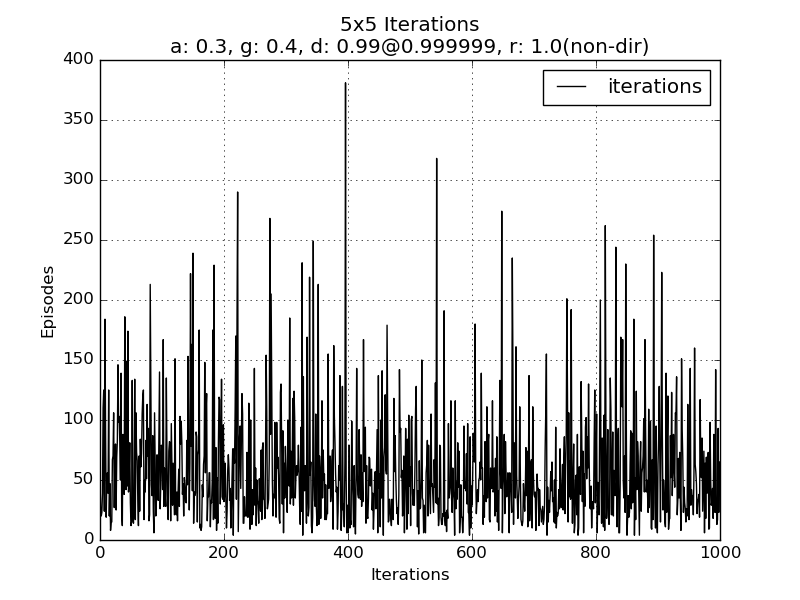 5x5 Iterations
a: 0.3, g: 0.4, d: 0.99@0.999999, r: 1.0(non-dir)
400
350
300
250
200
150
100
50
0
Episodes
iterations
0 200 400 600 800 1000
Iterations